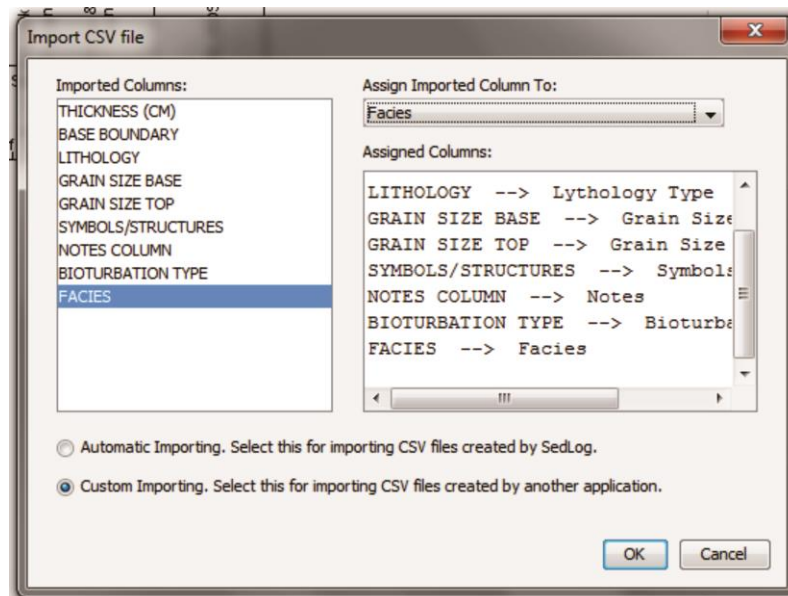 Import CSV file
Imported Columns:
THICKNESS (CM)
BASE BOUNDARY
LITHOLOGY
GRAIN SIZE BASE
GRAIN SIZE TOP
SYMBOLS/STRUCTURES
NOTES COLUMN
BIOTURBATION TYPE
FACIES
Assign Imported Column To:
Facies
Assigned Columns:
LITHOLOGY --> Lythology Type
GRAIN SIZE BASE --> Grain Size
GRAIN SIZE TOP --> Grain Size
SYMBOLS/STRUCTURES --> Symbols
NOTES COLUMN --> Notes
BIOTURBATION TYPE --> Bioturba
FACIES --> Facies
Automatic Importing. Select this for importing CSV files created by SedLog.
Custom Importing. Select this for importing CSV files created by another application.
OK
Cancel